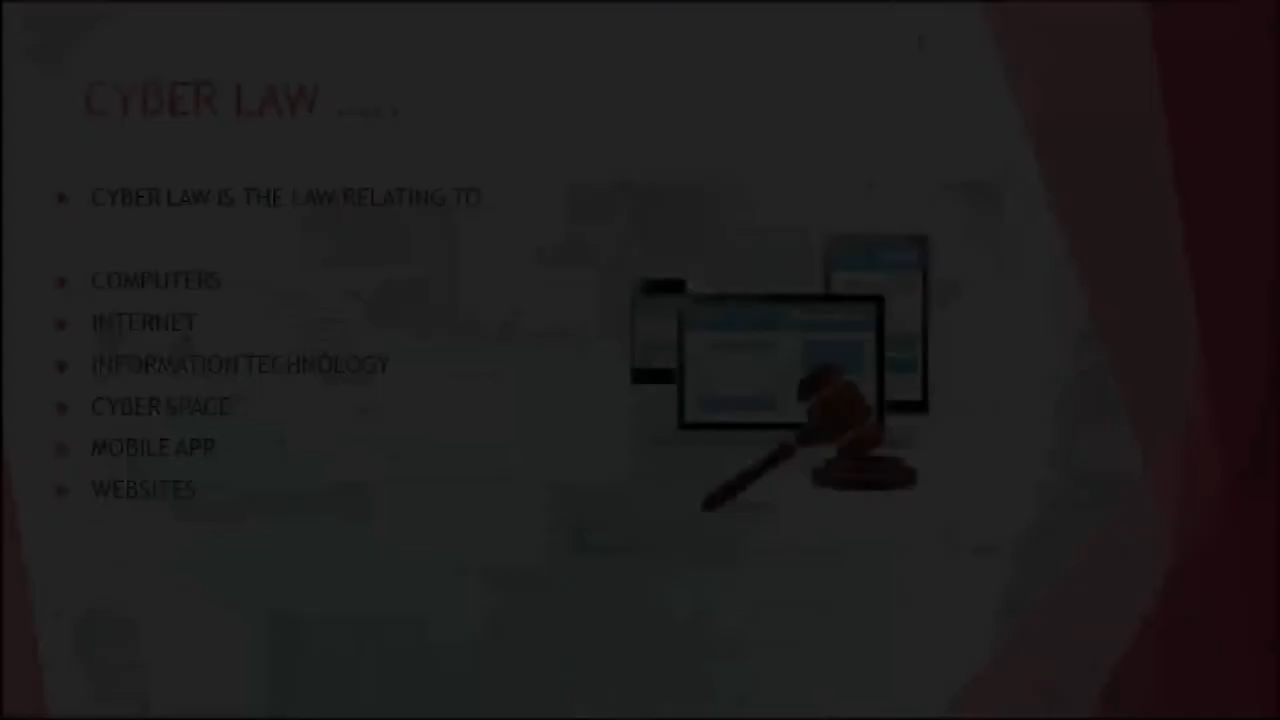 CYBER LAW
CYBER LAW IS THE LAW RELATING TO
COMPUTERS
INTERNET
INFORMATION TECHNOLOGY
CYBER SPACE
MOBILE APP
WEBSITES